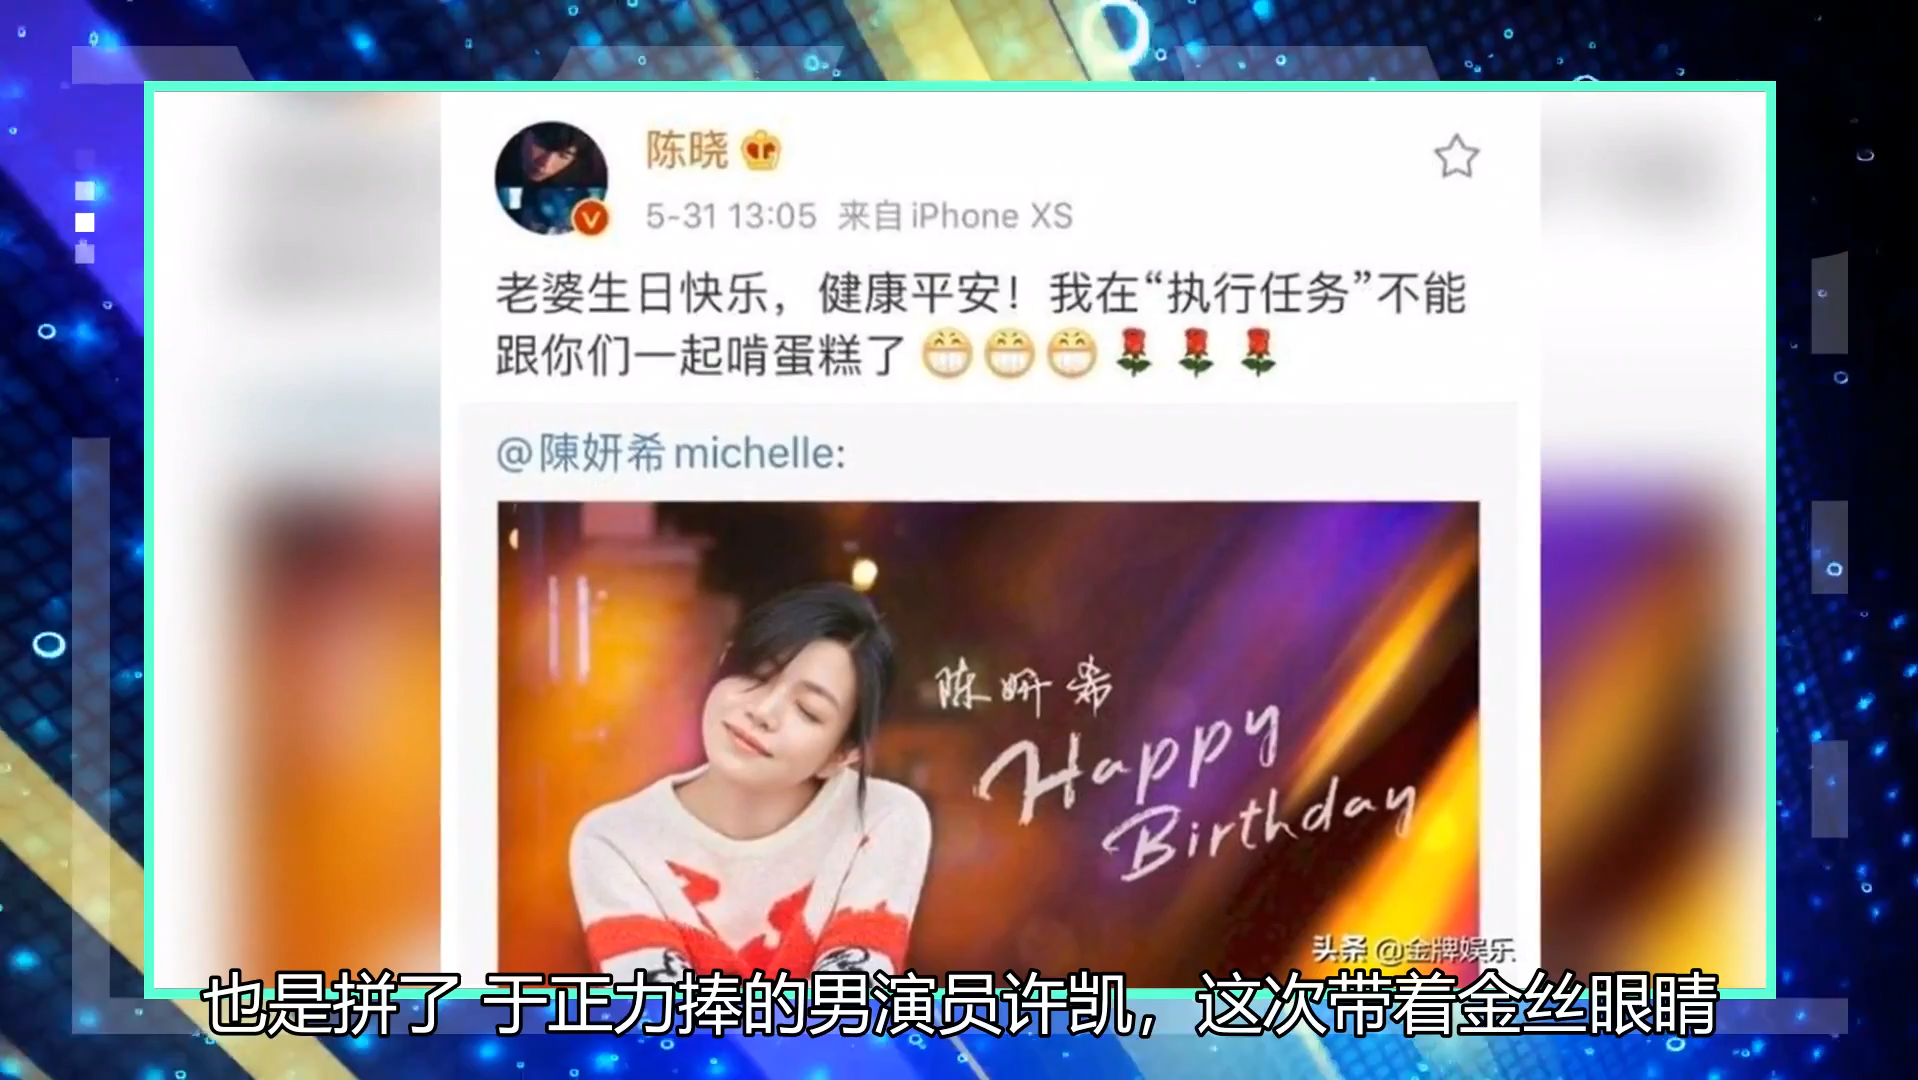 陈晓
5-31 13:05 来自 iPhone XS
老婆生日快乐，健康平安！我在“执行任务”不能
跟你们一起啃蛋糕了
@陳妍希michelle:
陈妍希
Happy
Birthday
头条 @金牌娱乐
也是拼了 于正力捧的男演员许凯，这次带着金丝眼睛